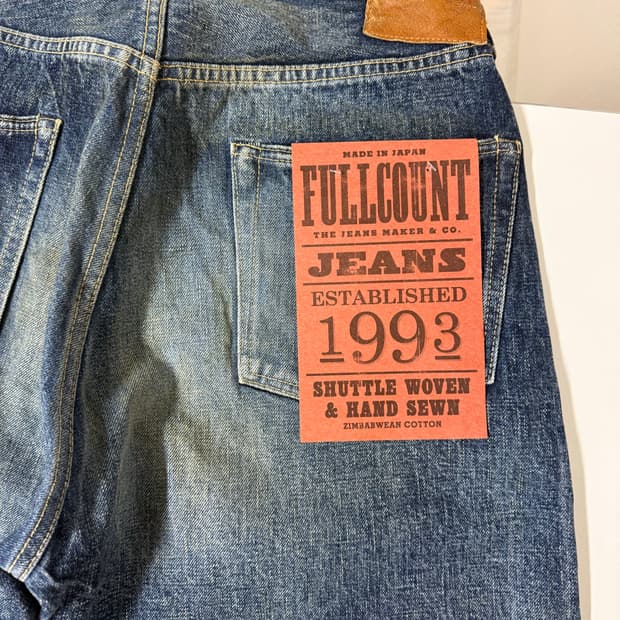 MADE IN JAPAN
FULLCOUNT
THE JEANS MAKER & CO.
JEANS
ESTABLISHED
1993
SHUTTLE WOVEN
& HAND SEWN
ZIMBABWEAN COTTON